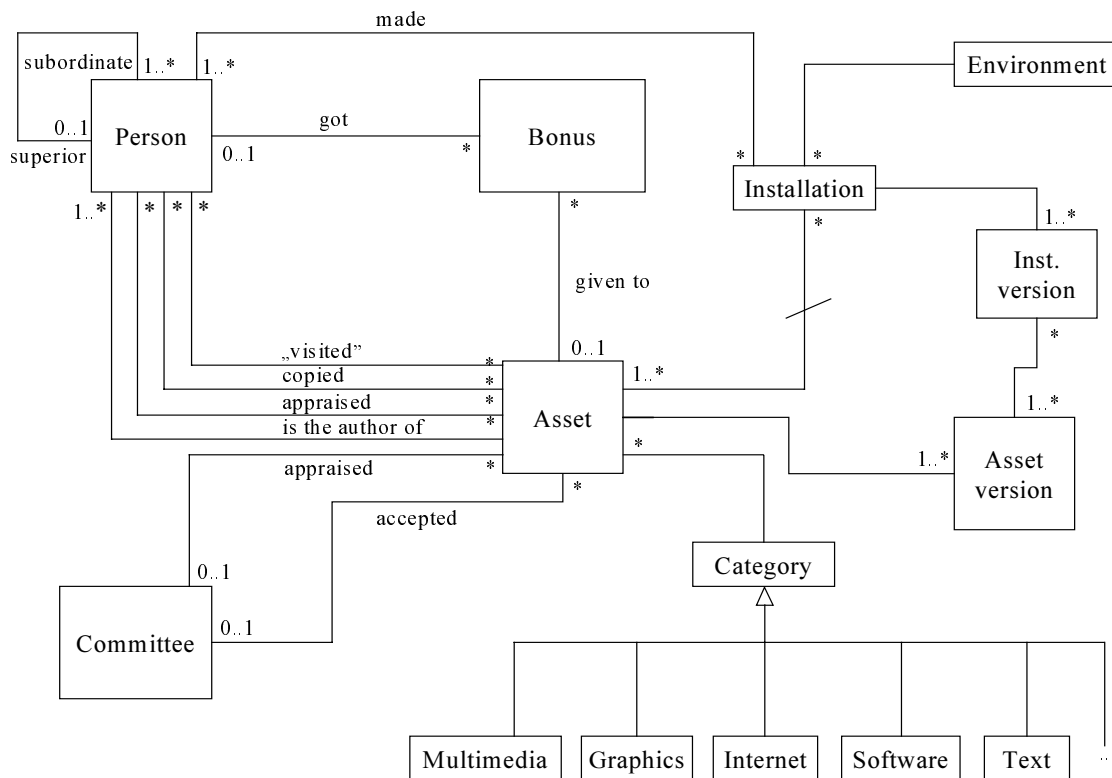 made
subordinate
1..*
1..*
Environment
Person
got
Bonus
0..1
superior
0..1
*
*
*
Installation
1..*
*
*
*
*
*
1..*
Inst.
version
given to
*
0..1
„visited”
*
copied
*
1..*
appraised
*
is the author of
Asset
1..*
appraised
*
*
1..*
Asset
version
*
accepted
0..1
Category
0..1
Committee
Multimedia
Graphics
Internet
Software
Text
..